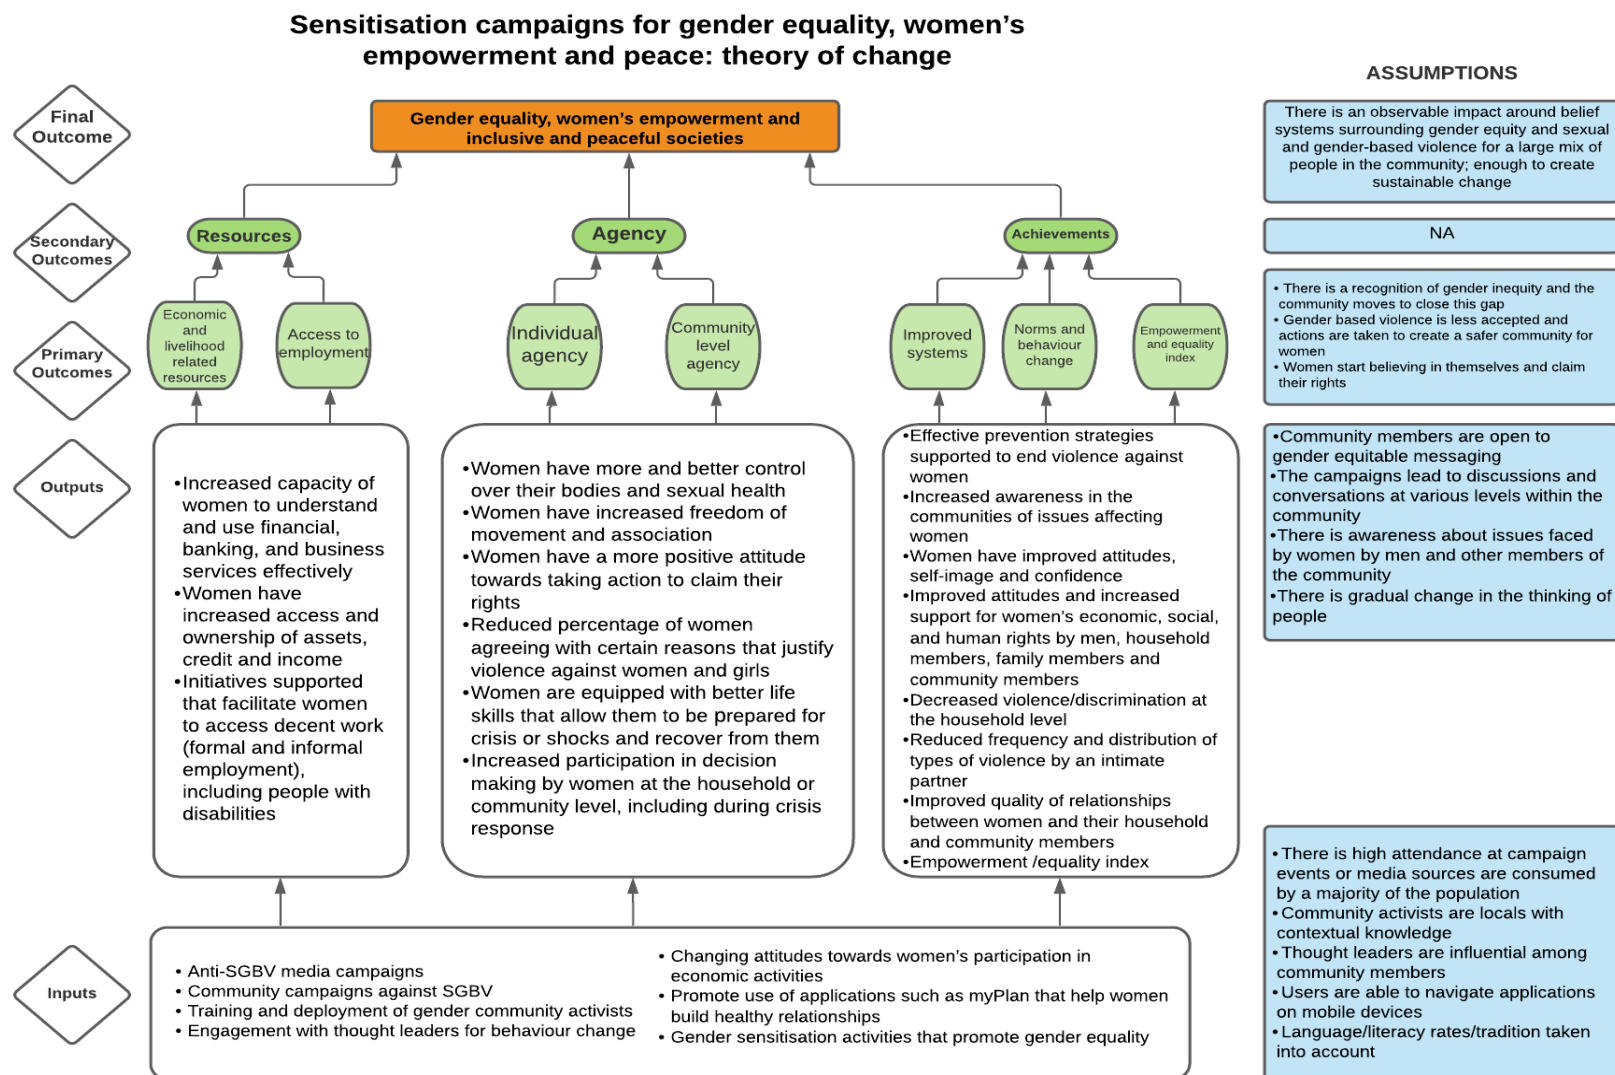 Sensitisation campaigns for gender equality, women's
empowerment and peace: theory of change
ASSUMPTIONS
Final
Outcome
Gender equality, women's empowerment and
inclusive and peaceful societies
There is an observable impact around belief
systems surrounding gender equity and sexual
and gender-based violence for a large mix of
people in the community; enough to create
sustainable change
Secondary
Outcomes
Resources
Agency
Achievements
NA
Primary
Outcomes
Economic
and
livelihood
related
resources
Access to
employment
Individual
agency
Community
level
agency
Improved
systems
Norms and
behaviour
change
Empowerment
and equality
index
• There is a recognition of gender inequity and the
community moves to close this gap
• Gender based violence is less accepted and
actions are taken to create a safer community for
women
• Women start believing in themselves and claim
their rights
Outputs
•Increased capacity of
women to understand
and use financial,
banking, and business
services effectively
•Women have
increased access and
ownership of assets,
credit and income
•Initiatives supported
that facilitate women
to access decent work
(formal and informal
employment),
including people with
disabilities
•Women have more and better control
over their bodies and sexual health
•Women have increased freedom of
movement and association
•Women have a more positive attitude
towards taking action to claim their
rights
•Reduced percentage of women
agreeing with certain reasons that justify
violence against women and girls
•Women are equipped with better life
skills that allow them to be prepared for
crisis or shocks and recover from them
•Increased participation in decision
making by women at the household or
community level, including during crisis
response
•Effective prevention strategies
supported to end violence against
women
•Increased awareness in the
communities of issues affecting
women
•Women have improved attitudes,
self-image and confidence
•Improved attitudes and increased
support for women's economic, social,
and human rights by men, household
members, family members and
community members
•Decreased violence/discrimination at
the household level
•Reduced frequency and distribution of
types of violence by an intimate
partner
•Improved quality of relationships
between women and their household
and community members
•Empowerment /equality index
•Community members are open to
gender equitable messaging
•The campaigns lead to discussions and
conversations at various levels within the
community
•There is awareness about issues faced
by women by men and other members of
the community
•There is gradual change in the thinking of
people
Inputs
• Anti-SGBV media campaigns
• Community campaigns against SGBV
• Training and deployment of gender community activists
• Engagement with thought leaders for behaviour change
• Changing attitudes towards women's participation in
economic activities
• Promote use of applications such as myPlan that help women
build healthy relationships
• Gender sensitisation activities that promote gender equality
• There is high attendance at campaign
events or media sources are consumed
by a majority of the population
• Community activists are locals with
contextual knowledge
• Thought leaders are influential among
community members
• Users are able to navigate applications
on mobile devices
• Language/literacy rates/tradition taken
into account